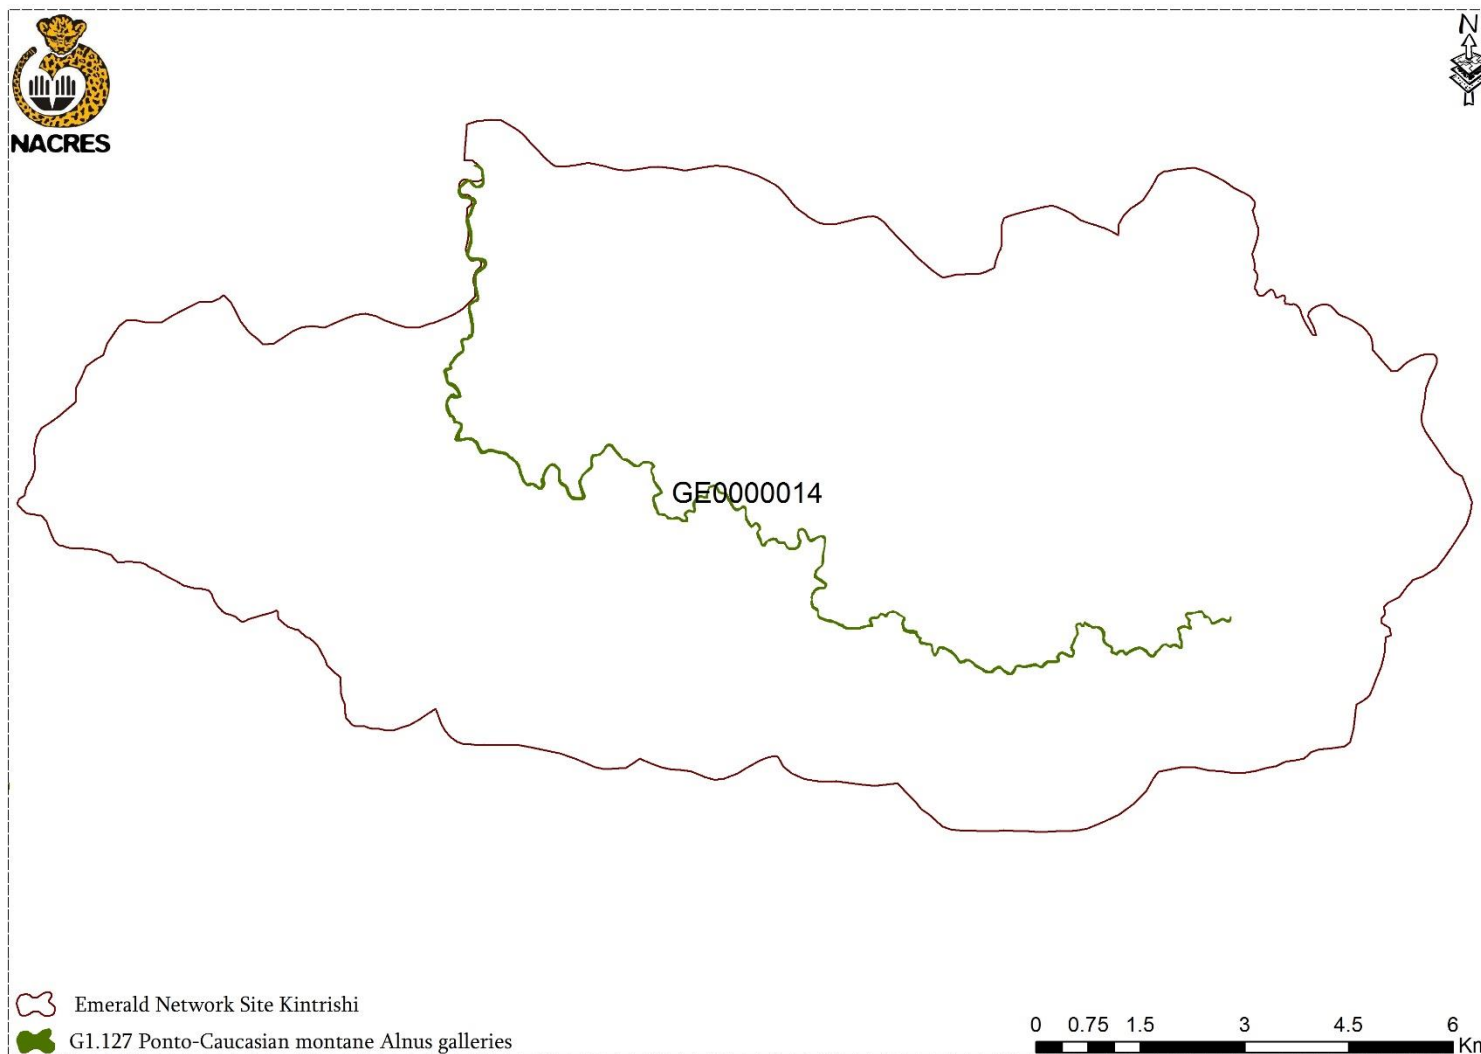 N
NACRES
GE0000014
Emerald Network Site Kintrishi
G1.127 Ponto-Caucasian montane Alnus galleries
0 0.75 1.5 3 4.5 6
Km